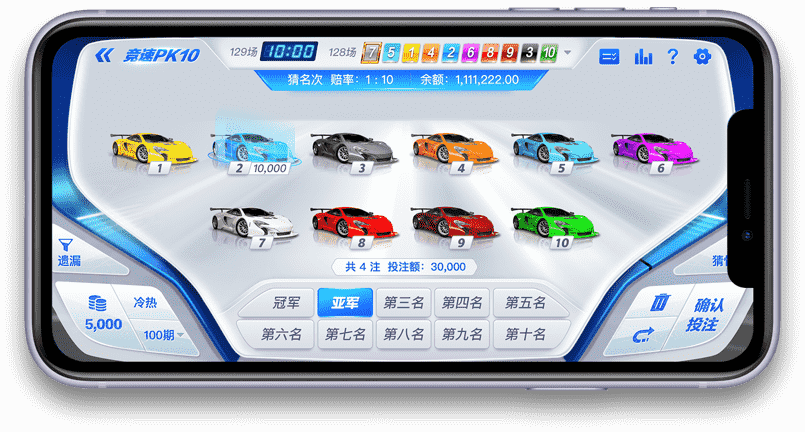 竞速PK10 129场 10:00 128场 7 5 1 4 2 6 8 9 3 10
猜名次 赔率：1 : 10 余额：1,111,222.00
1 2 10,000 3 4 5 6
7 8 9 10
遗漏
共 4 注 投注额：30,000
5,000 冷热
100期
冠军 亚军 第三名 第四名 第五名
第六名 第七名 第八名 第九名 第十名
确认
投注